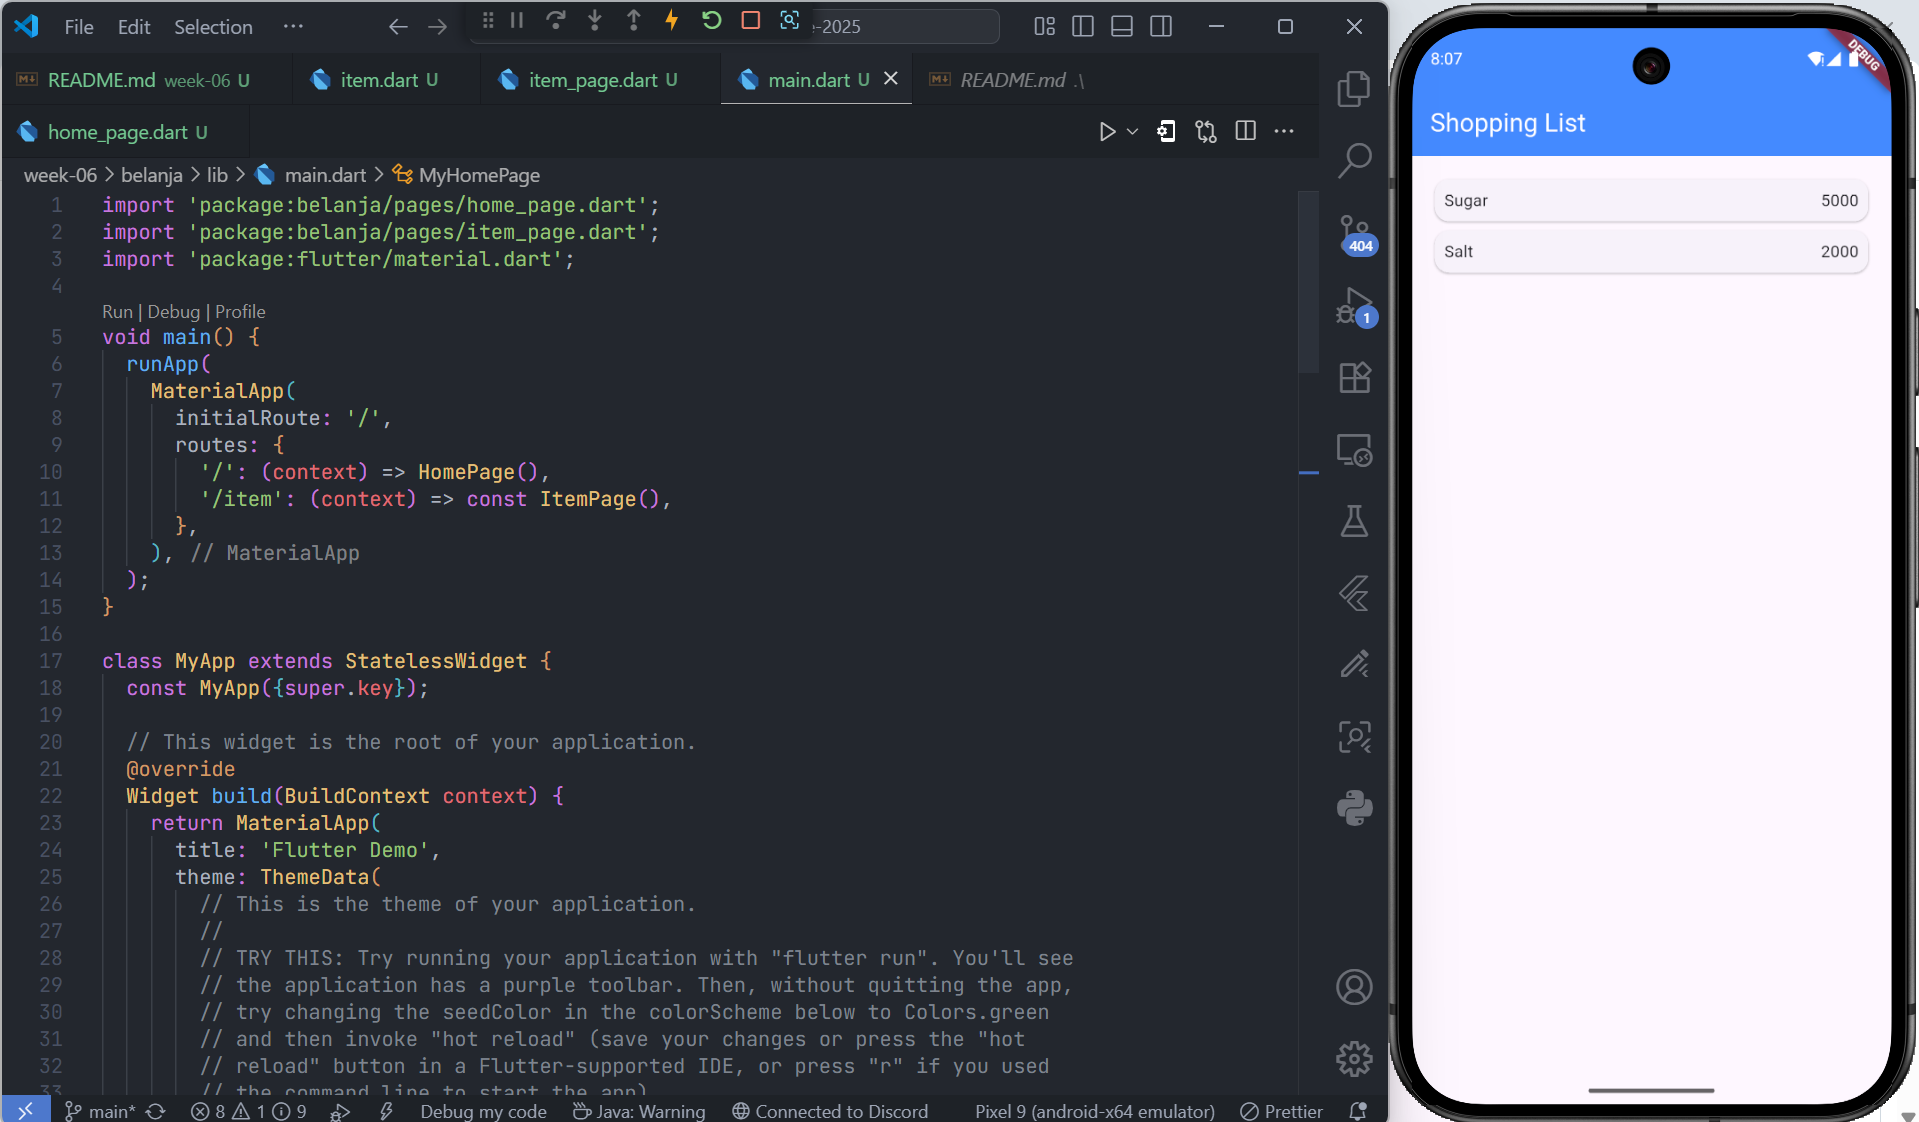 File Edit Selection ··· e-2025
README.md week-06 U item.dart U item_page.dart U main.dart U README.md .\
home_page.dart U
week-06 > belanja > lib > main.dart > MyHomePage
1 import 'package:belanja/pages/home_page.dart';
2 import 'package:belanja/pages/item_page.dart';
3 import 'package:flutter/material.dart';
4
Run | Debug | Profile
5 void main() {
6 runApp(
7 MaterialApp(
8 initialRoute: '/',
9 routes: {
10 '/': (context) => HomePage(),
11 '/item': (context) => const ItemPage(),
12 },
13 ), // MaterialApp
14 );
15 }
16
17 class MyApp extends StatelessWidget {
18 const MyApp({super.key});
19
20 // This widget is the root of your application.
21 @override
22 Widget build(BuildContext context) {
23 return MaterialApp(
24 title: 'Flutter Demo',
25 theme: ThemeData(
26 // This is the theme of your application.
27 //
28 // TRY THIS: Try running your application with "flutter run". You'll see
29 // the application has a purple toolbar. Then, without quitting the app,
30 // try changing the seedColor in the colorScheme below to Colors.green
31 // and then invoke "hot reload" (save your changes or press the "hot
32 // reload" button in a Flutter-supported IDE, or press "r" if you used
33 // the command line to start the app)
404
1
main* 8 1 9 Debug my code Java: Warning Connected to Discord Pixel 9 (android-x64 emulator) Prettier
8:07
DEBUG
Shopping List
Sugar 5000
Salt 2000